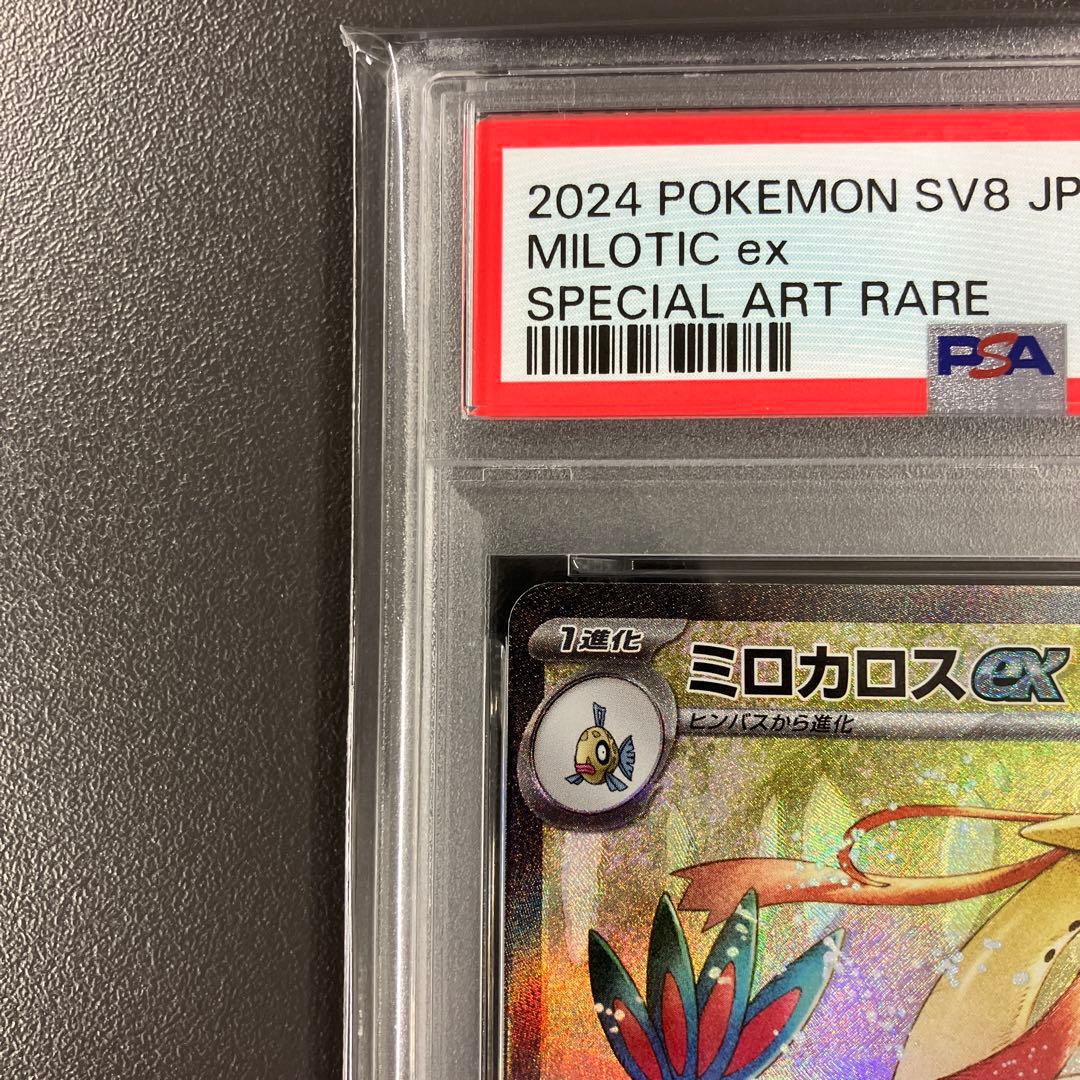 2024 POKEMON SV8 JP
MILOTIC ex
SPECIAL ART RARE
PSA
1進化
ミロカロスex
ヒンバスから進化